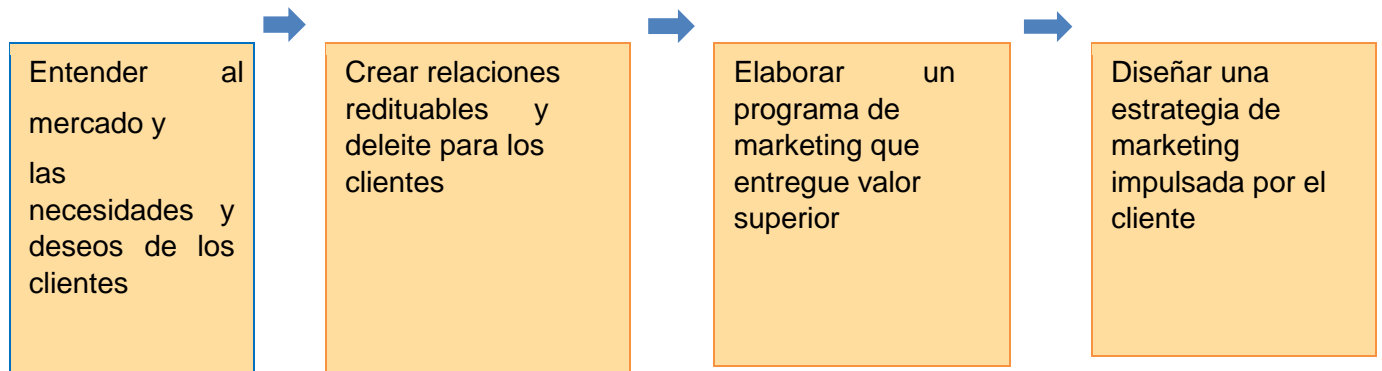 Entender al
mercado y
las
necesidades y
deseos de los
clientes
Crear relaciones
redituables y
deleite para los
clientes
Elaborar un
programa de
marketing que
entregue valor
superior
Diseñar una
estrategia de
marketing
impulsada por el
cliente